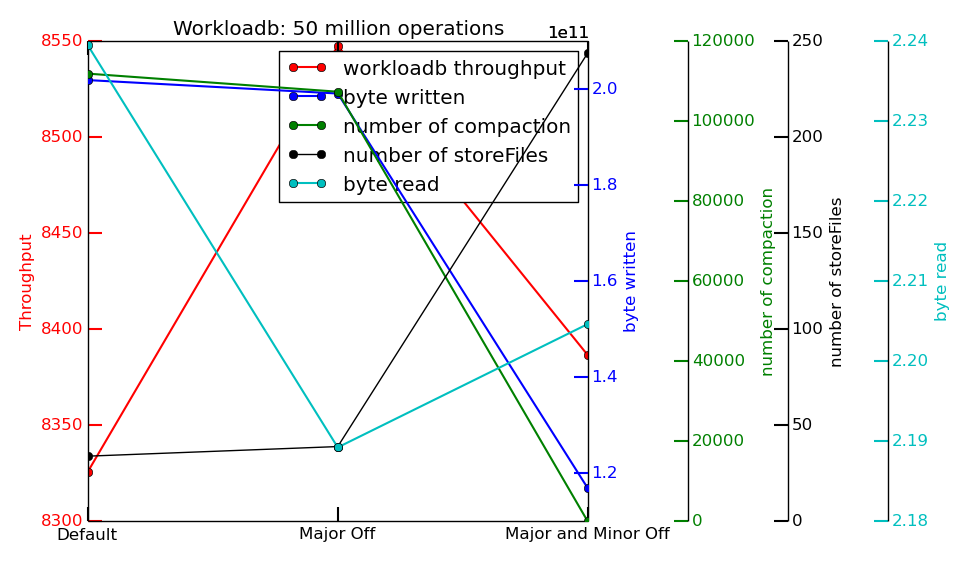 Workloadb: 50 million operations
1e11
workloadb throughput
byte written
number of compaction
number of storeFiles
byte read
Throughput
8550
8500
8450
8400
8350
8300
Default
Major Off
Major and Minor Off
2.0
1.8
1.6
1.4
1.2
byte written
120000
100000
80000
60000
40000
20000
0
number of compaction
250
200
150
100
50
0
number of storeFiles
2.24
2.23
2.22
2.21
2.20
2.19
2.18
byte read